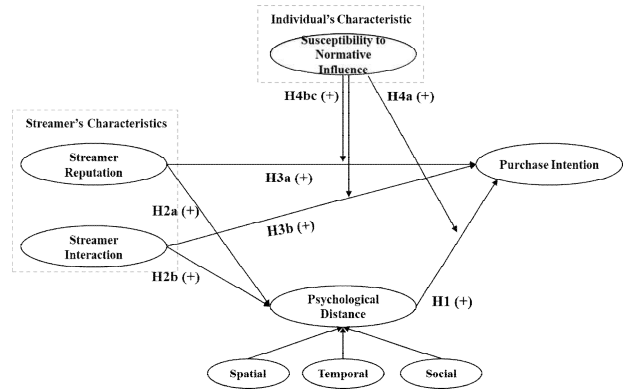 Individual's Characteristic
Susceptibility to
Normative
Influence
H4bc (+)
H4a (+)
Streamer's Characteristics
Streamer
Reputation
Purchase Intention
H3a (+)
H2a (+)
H3b (+)
Streamer
Interaction
H2b (+)
Psychological
Distance
H1 (+)
Spatial
Temporal
Social